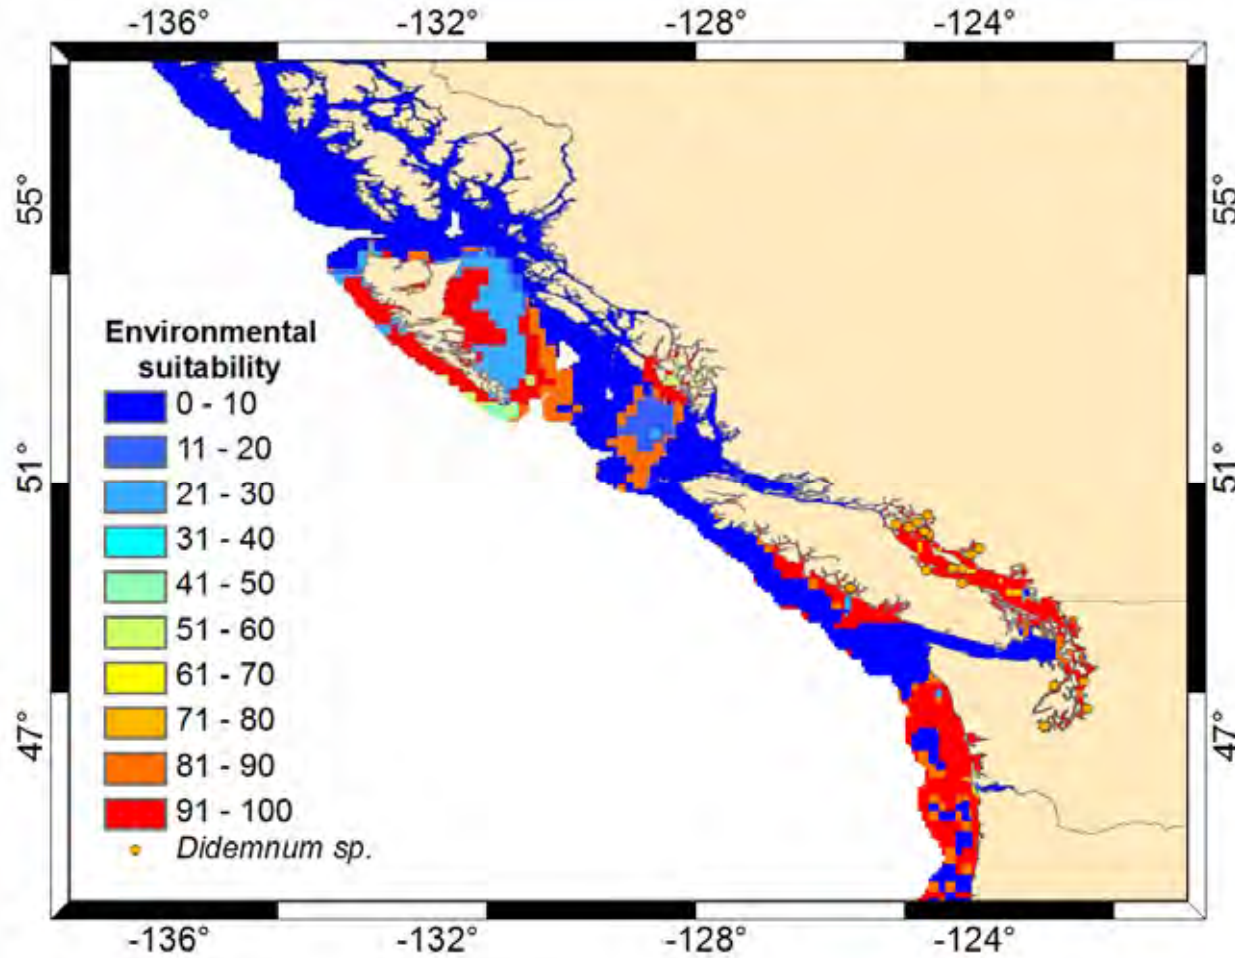 -136° -132° -128° -124°
55° 55°
Environmental
suitability
0 - 10
11 - 20
21 - 30
51° 51°
31 - 40
41 - 50
51 - 60
61 - 70
71 - 80
47° 47°
81 - 90
91 - 100
Didemnum sp.
-136° -132° -128° -124°